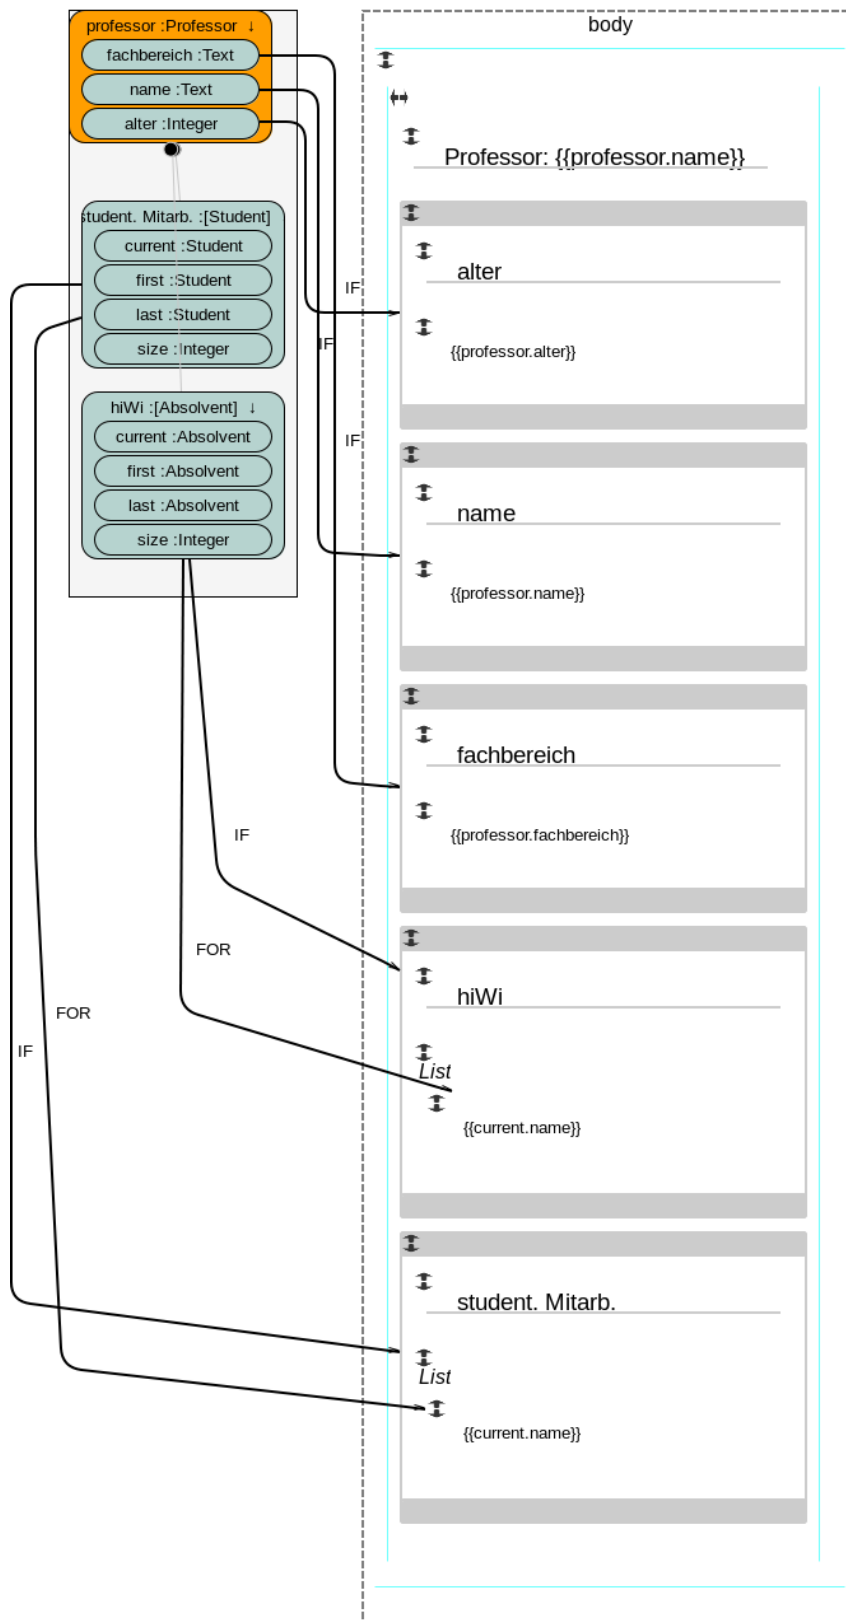 professor :Professor ↓
fachbereich :Text
name :Text
alter :Integer
student. Mitarb. :[Student]
current :Student
first :Student
last :Student
size :Integer
hiWi :[Absolvent] ↓
current :Absolvent
first :Absolvent
last :Absolvent
size :Integer
IF
IF
IF
IF
FOR
FOR
IF
body
Professor: {{professor.name}}
alter
{{professor.alter}}
name
{{professor.name}}
fachbereich
{{professor.fachbereich}}
hiWi
List
{{current.name}}
student. Mitarb.
List
{{current.name}}